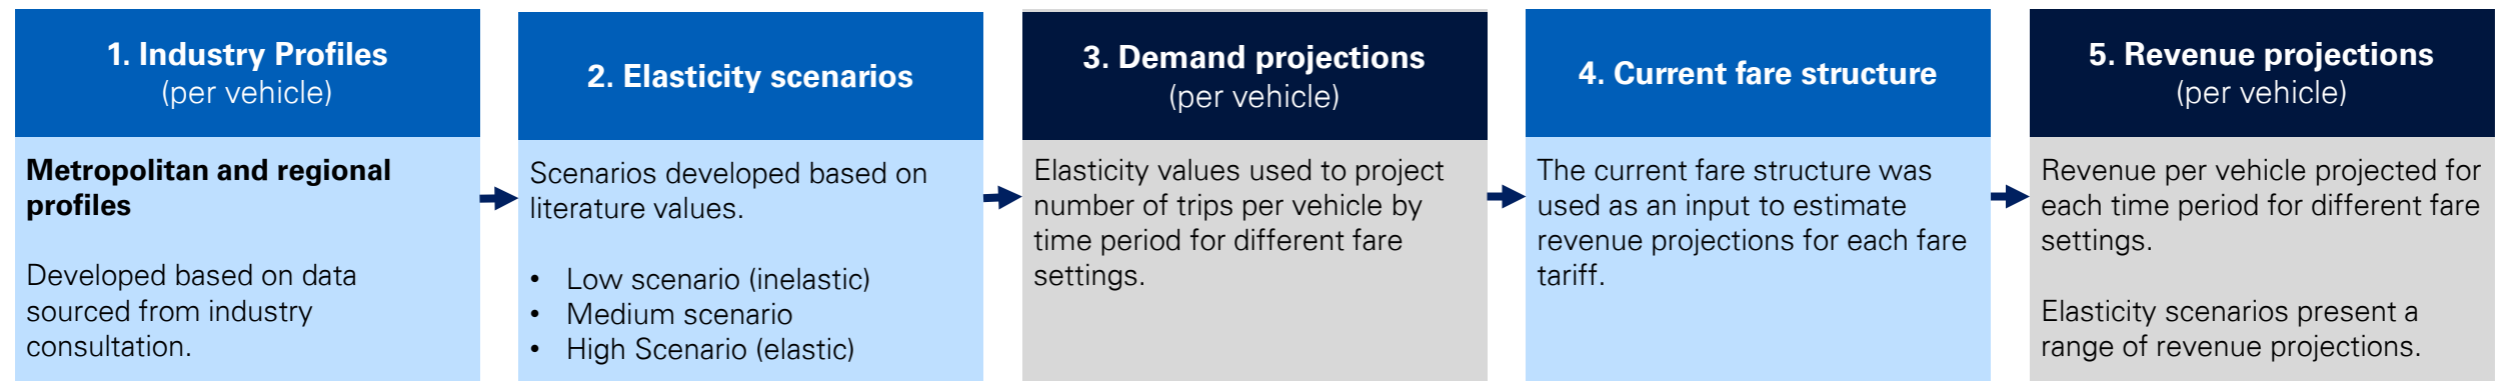 1. Industry Profiles
(per vehicle)
Metropolitan and regional
profiles
Developed based on data
sourced from industry
consultation.
2. Elasticity scenarios
Scenarios developed based on
literature values.
• Low scenario (inelastic)
• Medium scenario
• High Scenario (elastic)
3. Demand projections
(per vehicle)
Elasticity values used to project
number of trips per vehicle by
time period for different fare
settings.
4. Current fare structure
The current fare structure was
used as an input to estimate
revenue projections for each fare
tariff.
5. Revenue projections
(per vehicle)
Revenue per vehicle projected for
each time period for different fare
settings.
Elasticity scenarios present a
range of revenue projections.